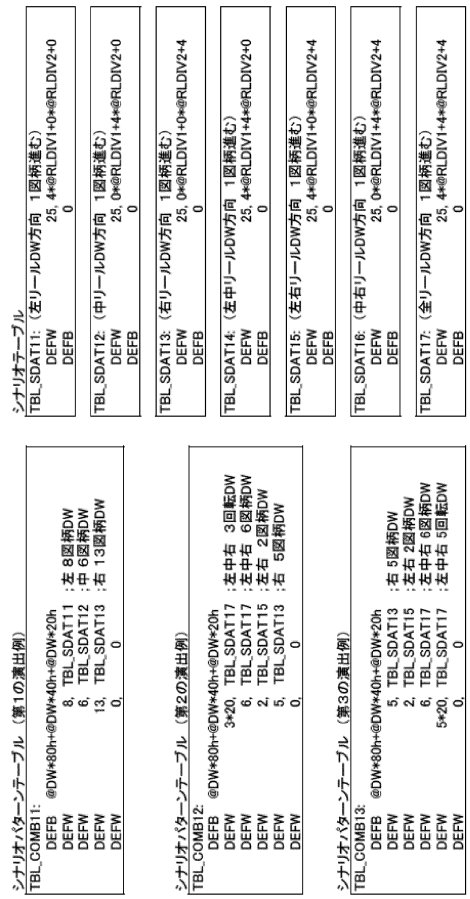 シナリオパターンテーブル （第1の演出例）
TBL_COMB11:
DEFB @DW*80h+@DW*40h+@DW*20h
DEFW 8, TBL_SDAT11 ;左 8図柄DW
DEFW 6, TBL_SDAT12 ;中 6図柄DW
DEFW 13, TBL_SDAT13 ;右 13図柄DW
DEFW 0, 0
シナリオパターンテーブル （第2の演出例）
TBL_COMB12:
DEFB @DW*80h+@DW*40h+@DW*20h
DEFW 3*20, TBL_SDAT17 ;左中右 3回転DW
DEFW 6, TBL_SDAT17 ;左中右 6図柄DW
DEFW 2, TBL_SDAT15 ;左右 2図柄DW
DEFW 5, TBL_SDAT13 ;右 5図柄DW
DEFW 0, 0
シナリオパターンテーブル （第3の演出例）
TBL_COMB13:
DEFB @DW*80h+@DW*40h+@DW*20h
DEFW 5, TBL_SDAT13 ;右 5図柄DW
DEFW 2, TBL_SDAT15 ;左右 2図柄DW
DEFW 6, TBL_SDAT17 ;左中右 6図柄DW
DEFW 5*20, TBL_SDAT17 ;左中右 5回転DW
DEFW 0, 0
シナリオテーブル
TBL_SDAT11: （左リールDW方向 1図柄進む）
DEFW 25, 4*@RLDIV1+0*@RLDIV2+0
DEFB 0
TBL_SDAT12: （中リールDW方向 1図柄進む）
DEFW 25, 0*@RLDIV1+4*@RLDIV2+0
DEFB 0
TBL_SDAT13: （右リールDW方向 1図柄進む）
DEFW 25, 0*@RLDIV1+0*@RLDIV2+4
DEFB 0
TBL_SDAT14: （左中リールDW方向 1図柄進む）
DEFW 25, 4*@RLDIV1+4*@RLDIV2+0
DEFB 0
TBL_SDAT15: （左右リールDW方向 1図柄進む）
DEFW 25, 4*@RLDIV1+0*@RLDIV2+4
DEFB 0
TBL_SDAT16: （中右リールDW方向 1図柄進む）
DEFW 25, 0*@RLDIV1+4*@RLDIV2+4
DEFB 0
TBL_SDAT17: （全リールDW方向 1図柄進む）
DEFW 25, 4*@RLDIV1+4*@RLDIV2+4
DEFB 0